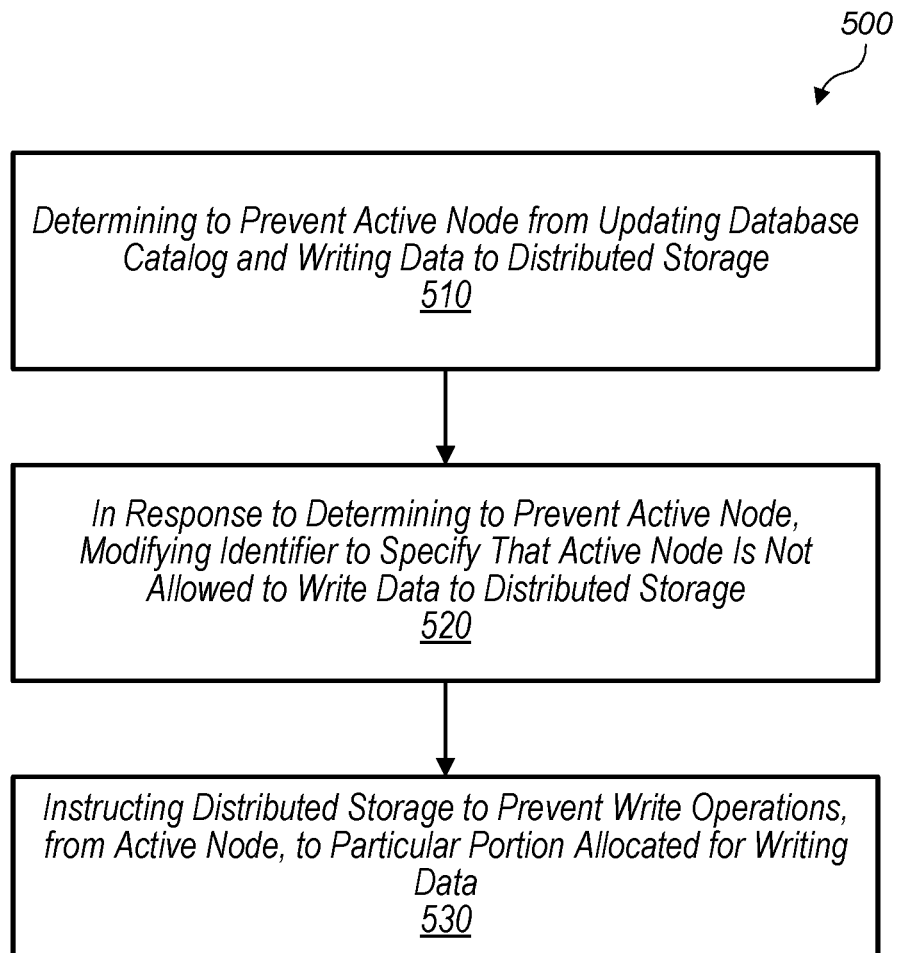 500
Determining to Prevent Active Node from Updating Database
Catalog and Writing Data to Distributed Storage
510
In Response to Determining to Prevent Active Node,
Modifying Identifier to Specify That Active Node Is Not
Allowed to Write Data to Distributed Storage
520
Instructing Distributed Storage to Prevent Write Operations,
from Active Node, to Particular Portion Allocated for Writing
Data
530